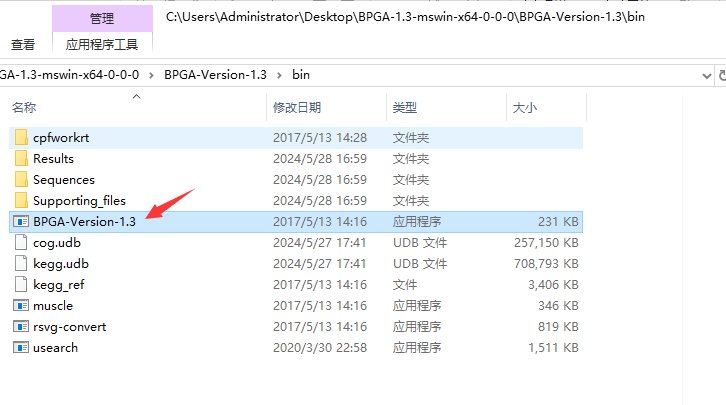 管理 C:\Users\Administrator\Desktop\BPGA-1.3-mswin-x64-0-0-0\BPGA-Version-1.3\bin
查看 应用程序工具
GA-1.3-mswin-x64-0-0-0 > BPGA-Version-1.3 > bin
名称 修改日期 类型 大小
cpfworkrt 2017/5/13 14:28 文件夹
Results 2024/5/28 16:59 文件夹
Sequences 2024/5/28 16:59 文件夹
Supporting_files 2024/5/28 16:59 文件夹
BPGA-Version-1.3 2017/5/13 14:16 应用程序 231 KB
cog.udb 2024/5/27 17:41 UDB 文件 257,150 KB
kegg.udb 2024/5/27 17:41 UDB 文件 708,793 KB
kegg_ref 2017/5/13 14:16 文件 3,406 KB
muscle 2017/5/13 14:16 应用程序 346 KB
rsvg-convert 2017/5/13 14:16 应用程序 819 KB
usearch 2020/3/30 22:58 应用程序 1,511 KB